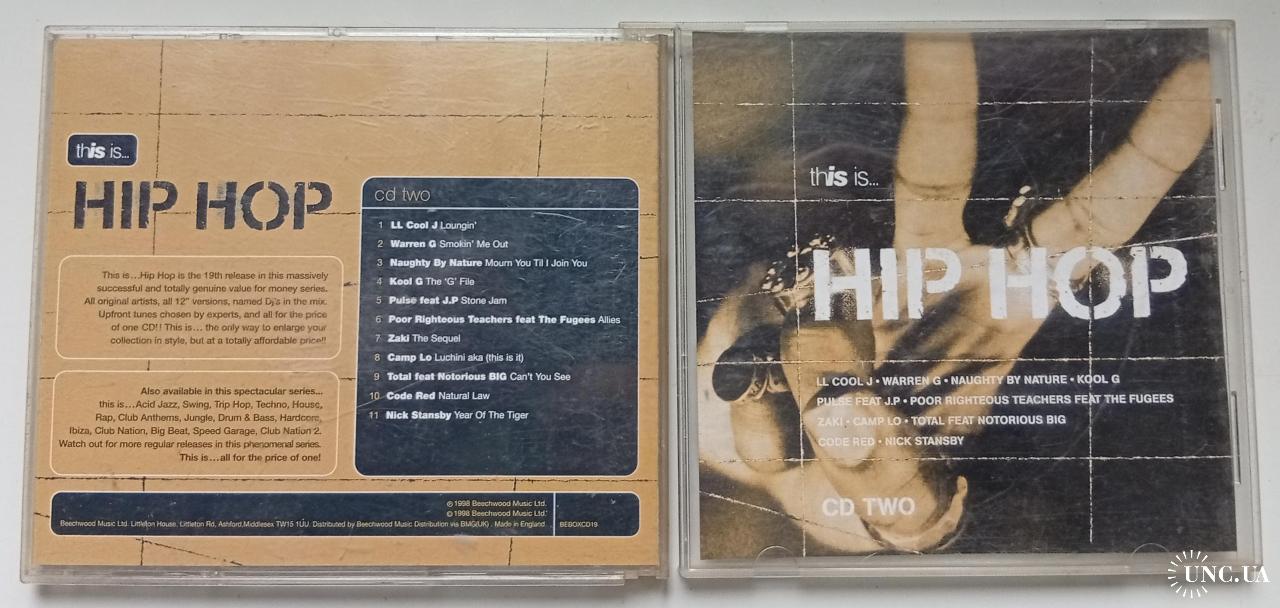 this is...
HIP HOP
This is...Hip Hop is the 19th release in this massively
successful and totally genuine value for money series.
All original artists, all 12" versions, named Dj's in the mix.
Upfront tunes chosen by experts, and all for the price
of one CD!! This is... the only way to enlarge your
collection in style, but at a totally affordable price!!
Also available in this spectacular series...
this is...Acid Jazz, Swing, Trip Hop, Techno, House,
Rap, Club Anthems, Jungle, Drum & Bass, Hardcore,
Ibiza, Club Nation, Big Beat, Speed Garage, Club Nation 2.
Watch out for more regular releases in this phenomenal series.
This is...all for the price of one!
cd two
1 LL Cool J Loungin'
2 Warren G Smokin' Me Out
3 Naughty By Nature Mourn You Til I Join You
4 Kool G The 'G' File
5 Pulse feat J.P Stone Jam
6 Poor Righteous Teachers feat The Fugees Allies
7 Zaki The Sequel
8 Camp Lo Luchini aka (this is it)
9 Total feat Notorious BIG Can't You See
10 Code Red Natural Law
11 Nick Stansby Year Of The Tiger
℗1998 Beechwood Music Ltd.
©1998 Beechwood Music Ltd.
Beechwood Music Ltd. Littleton House, Littleton Rd, Ashford,Middlesex TW15 1UU. Distributed by Beechwood Music Distribution via BMG(UK) . Made in England
BEBOXCD19
this is...
HIP HOP
LL COOL J • WARREN G • NAUGHTY BY NATURE • KOOL G
PULSE FEAT J.P • POOR RIGHTEOUS TEACHERS FEAT THE FUGEES
ZAKI • CAMP LO • TOTAL FEAT NOTORIOUS BIG
CODE RED • NICK STANSBY
CD TWO
UNC.UA